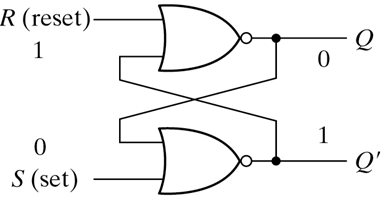 R (reset)
Q
1
0
0
1
S (set)
Q′